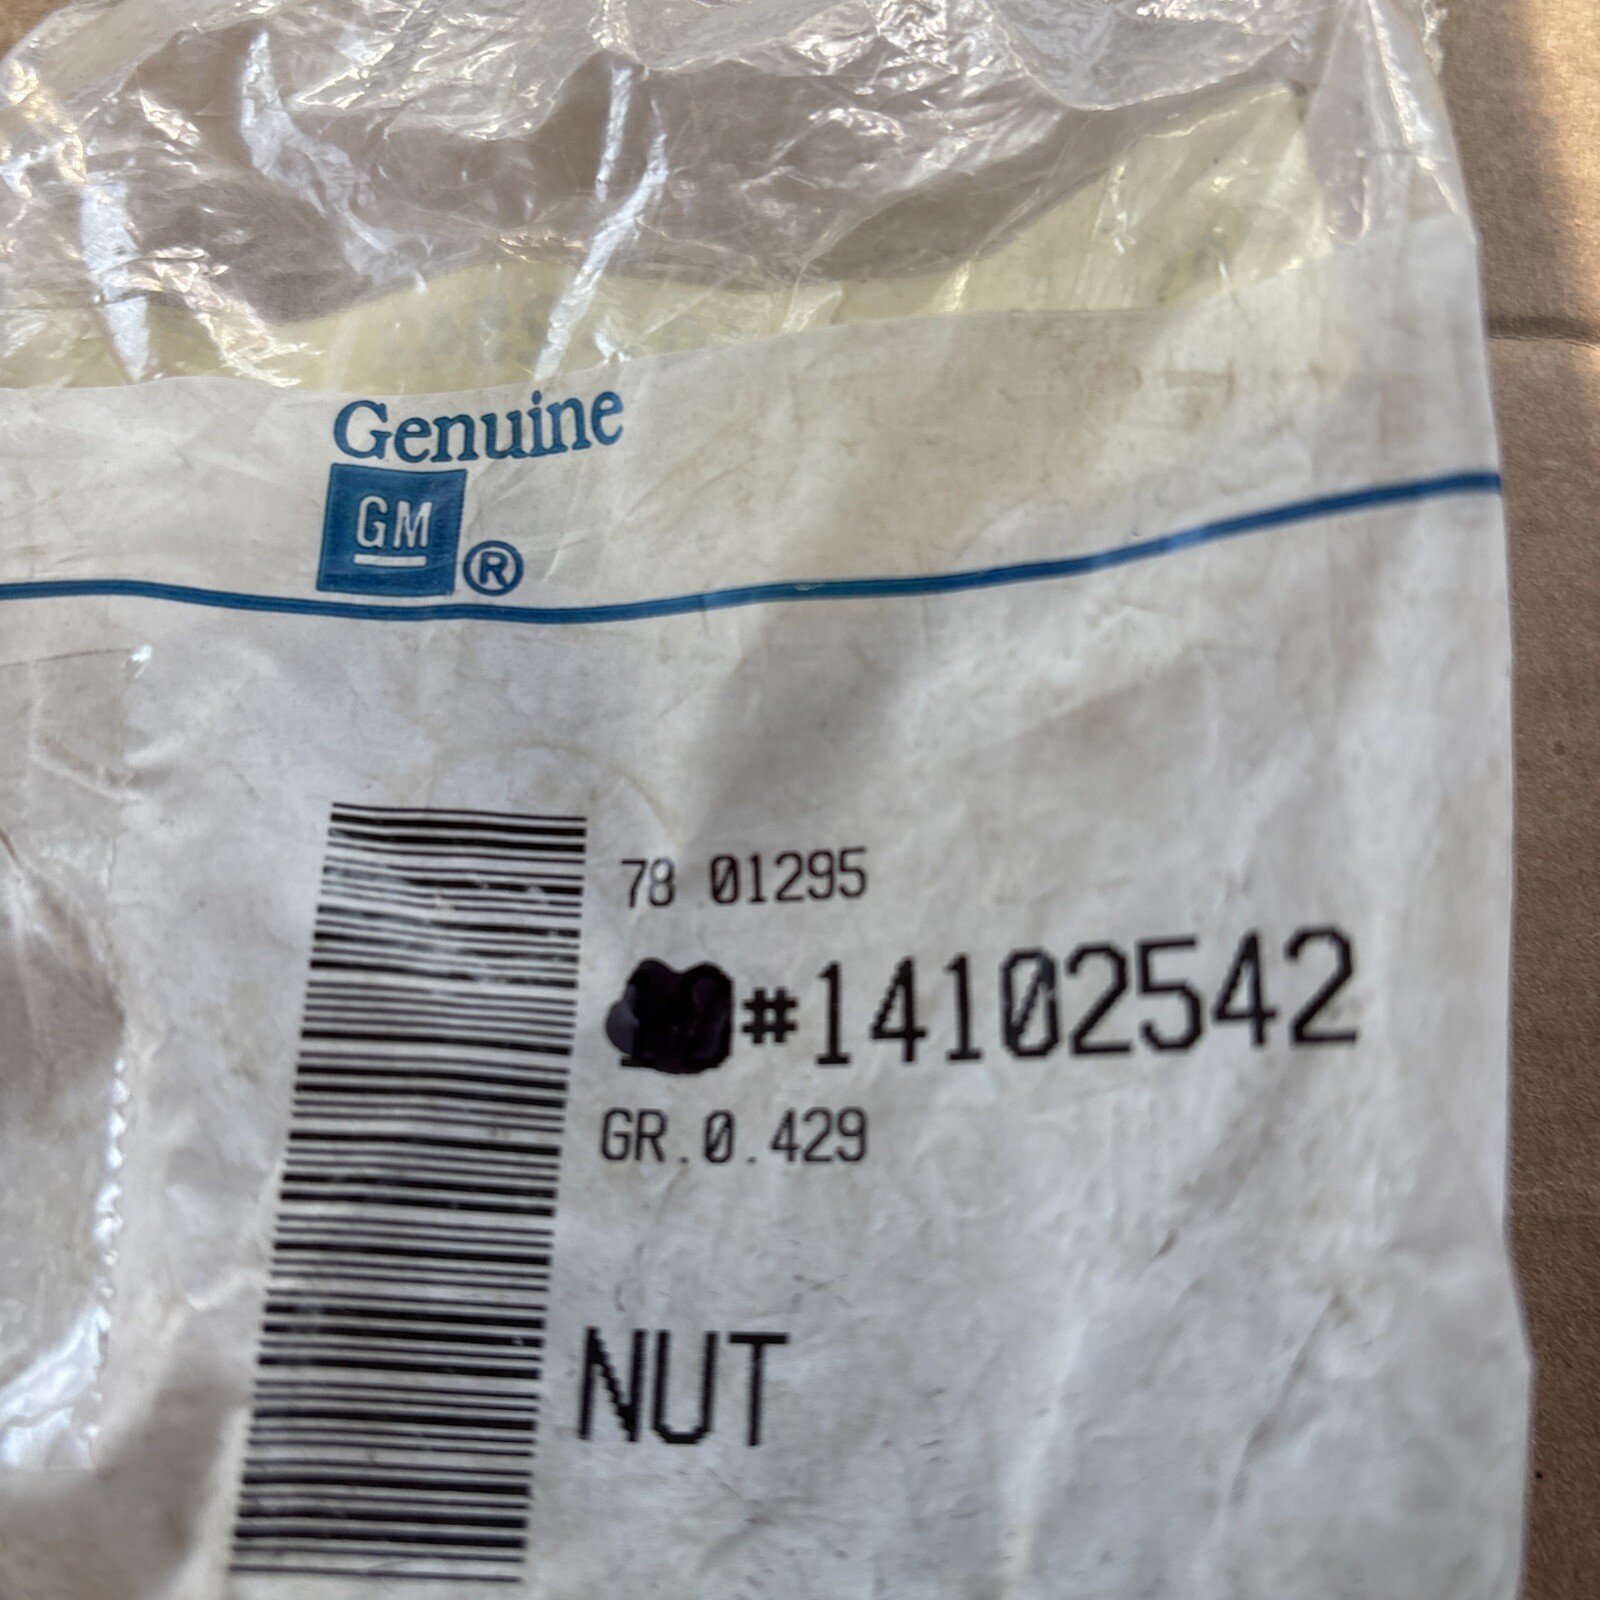 Genuine
GM ®
78 01295
#14102542
GR.0.429
NUT